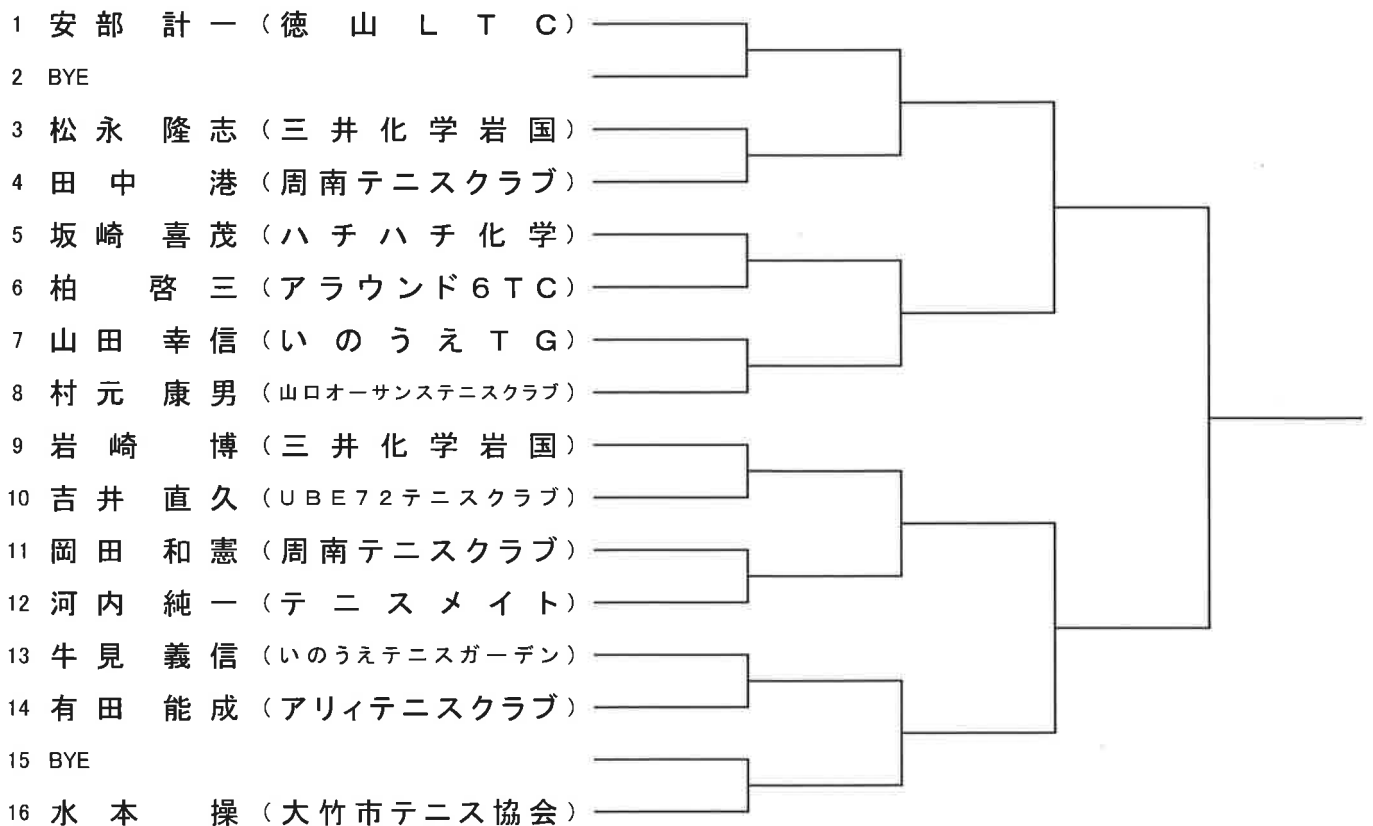 1 安部 計一 (徳山LTC)
2 BYE
3 松永 隆志 (三井化学岩国)
4 田中 港 (周南テニスクラブ)
5 坂崎 喜茂 (ハチハチ化学)
6 柏 啓三 (アラウンド6TC)
7 山田 幸信 (いのうえTG)
8 村元 康男 (山口オーサンステニスクラブ)
9 岩崎 博 (三井化学岩国)
10 吉井 直久 (UBE72テニスクラブ)
11 岡田 和憲 (周南テニスクラブ)
12 河内 純一 (テニスメイト)
13 牛見 義信 (いのうえテニスガーデン)
14 有田 能成 (アリィテニスクラブ)
15 BYE
16 水本 操 (大竹市テニス協会)